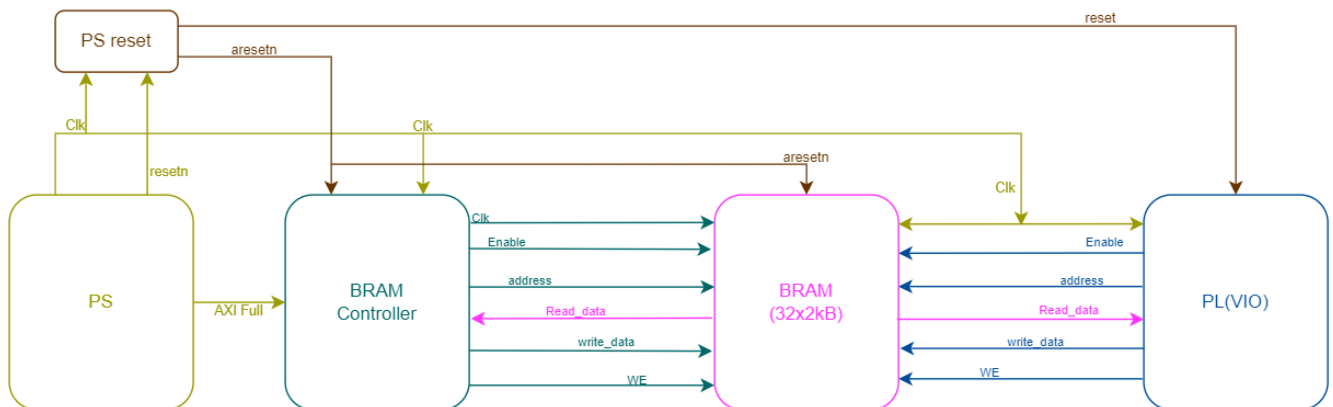 reset
PS reset
aresetn
Clk
Clk
aresetn
resetn
Clk
Clk
Enable
Enable
address
address
PS
AXI Full
BRAM
Controller
BRAM
(32x2kB)
PL(VIO)
Read_data
Read_data
write_data
write_data
WE
WE